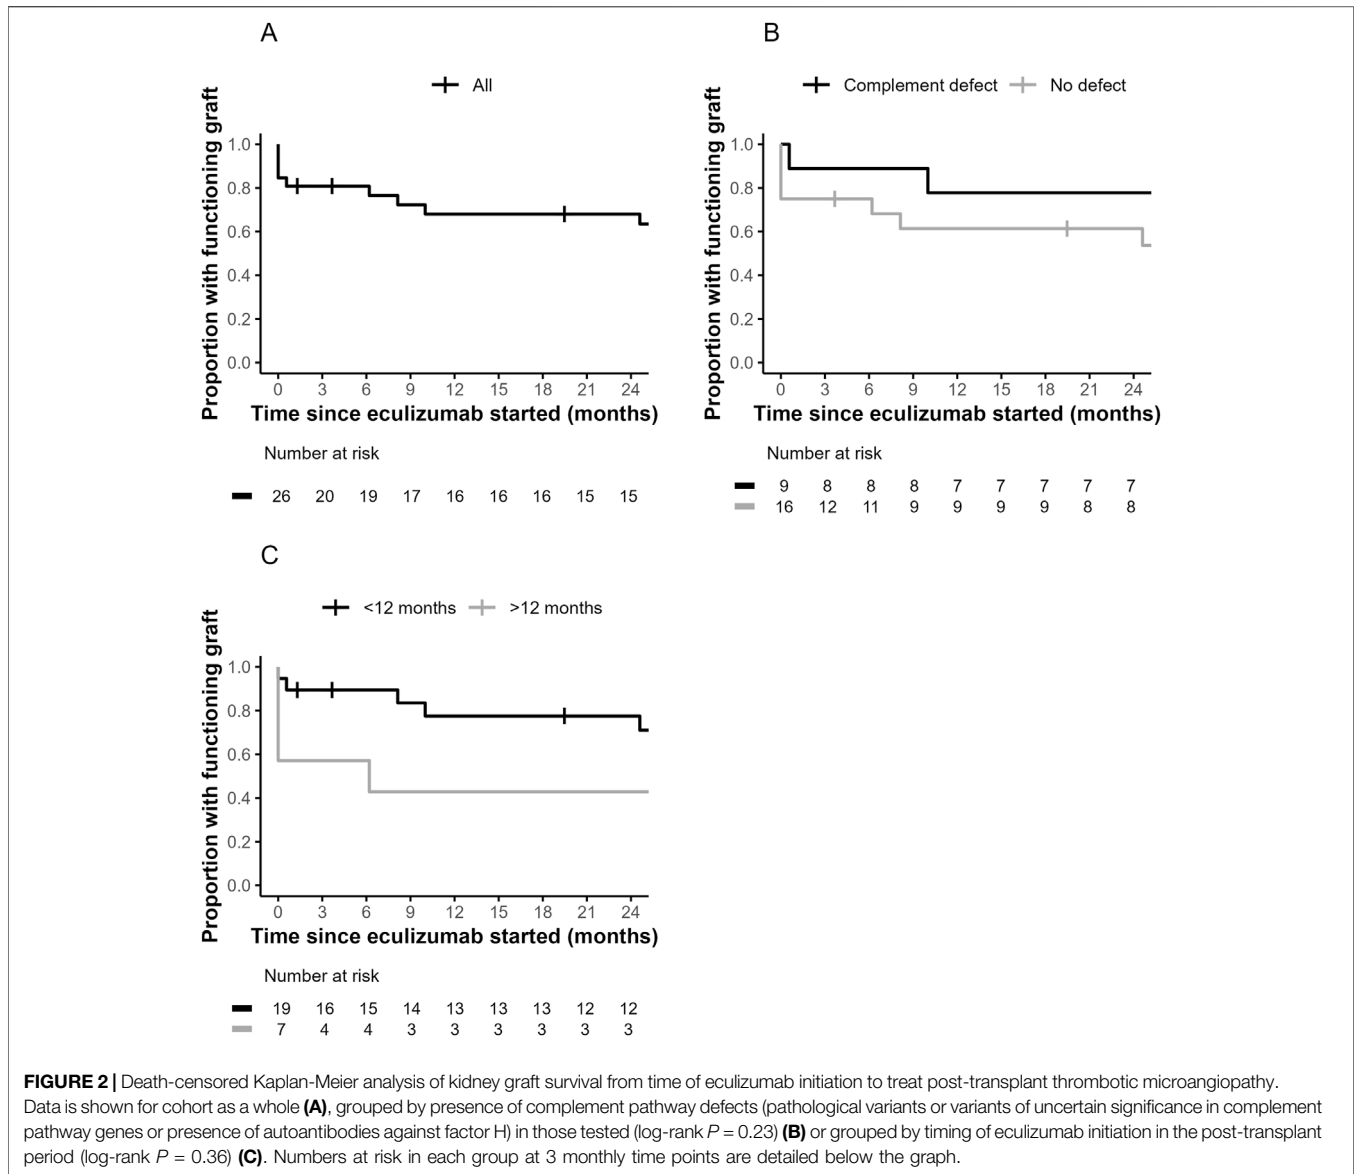 A
All
Proportion with functioning graft
1.0
0.8
0.6
0.4
0.2
0.0
0 3 6 9 12 15 18 21 24
Time since eculizumab started (months)
Number at risk
26 20 19 17 16 16 16 15 15
B
Complement defect No defect
Proportion with functioning graft
1.0
0.8
0.6
0.4
0.2
0.0
0 3 6 9 12 15 18 21 24
Time since eculizumab started (months)
Number at risk
9 8 8 8 7 7 7 7 7
16 12 11 9 9 9 9 8 8
C
<12 months >12 months
Proportion with functioning graft
1.0
0.8
0.6
0.4
0.2
0.0
0 3 6 9 12 15 18 21 24
Time since eculizumab started (months)
Number at risk
19 16 15 14 13 13 13 12 12
7 4 4 3 3 3 3 3 3
FIGURE 2 | Death-censored Kaplan-Meier analysis of kidney graft survival from time of eculizumab initiation to treat post-transplant thrombotic microangiopathy.
Data is shown for cohort as a whole (A), grouped by presence of complement pathway defects (pathological variants or variants of uncertain significance in complement
pathway genes or presence of autoantibodies against factor H) in those tested (log-rank P = 0.23) (B) or grouped by timing of eculizumab initiation in the post-transplant
period (log-rank P = 0.36) (C). Numbers at risk in each group at 3 monthly time points are detailed below the graph.